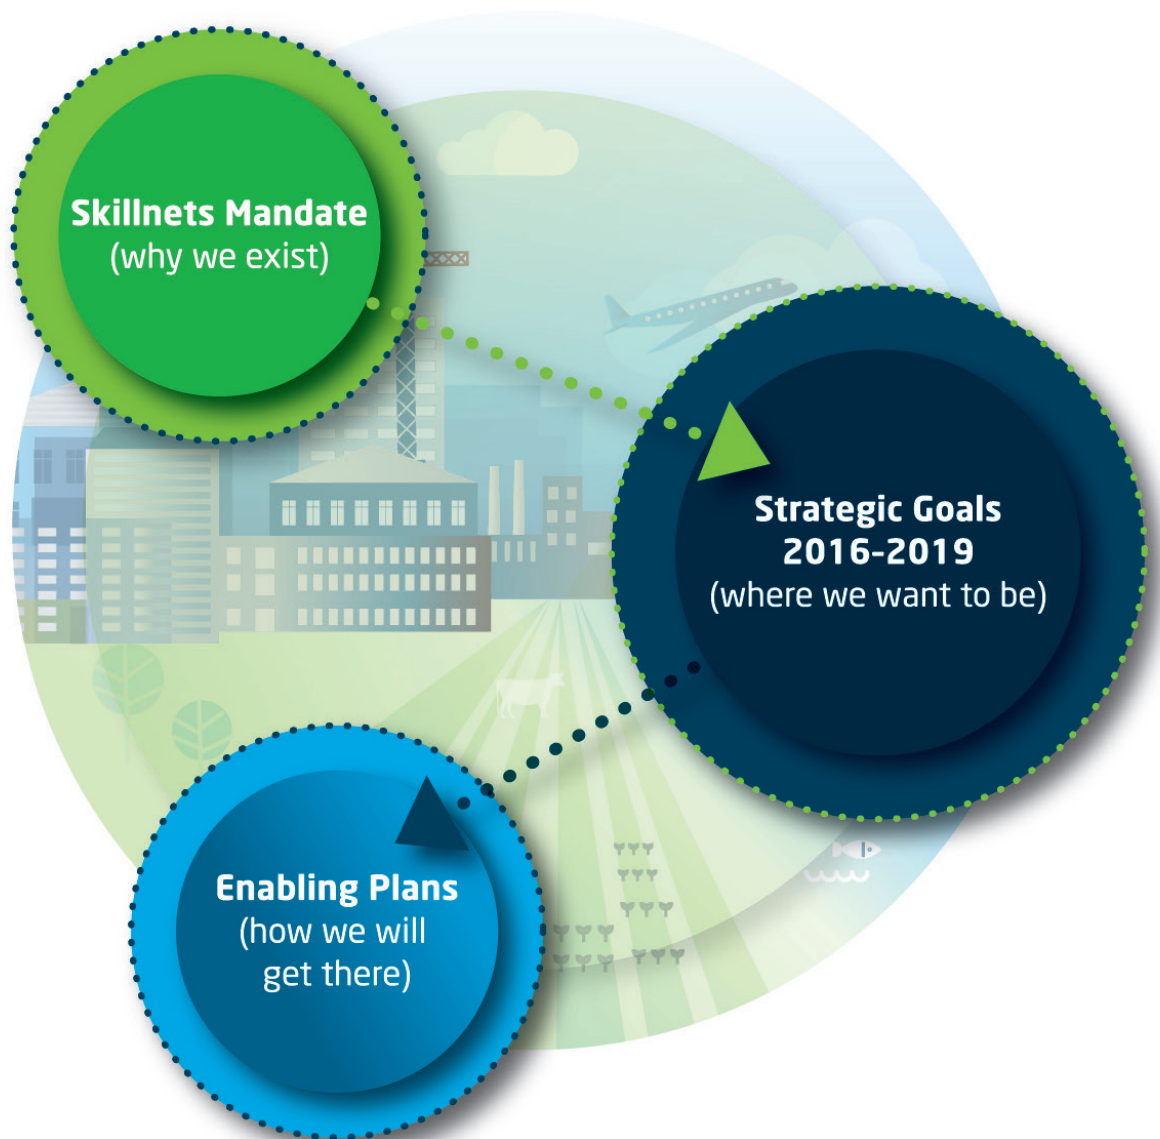 Skillnets Mandate
(why we exist)
Strategic Goals
2016-2019
(where we want to be)
Enabling Plans
(how we will
get there)